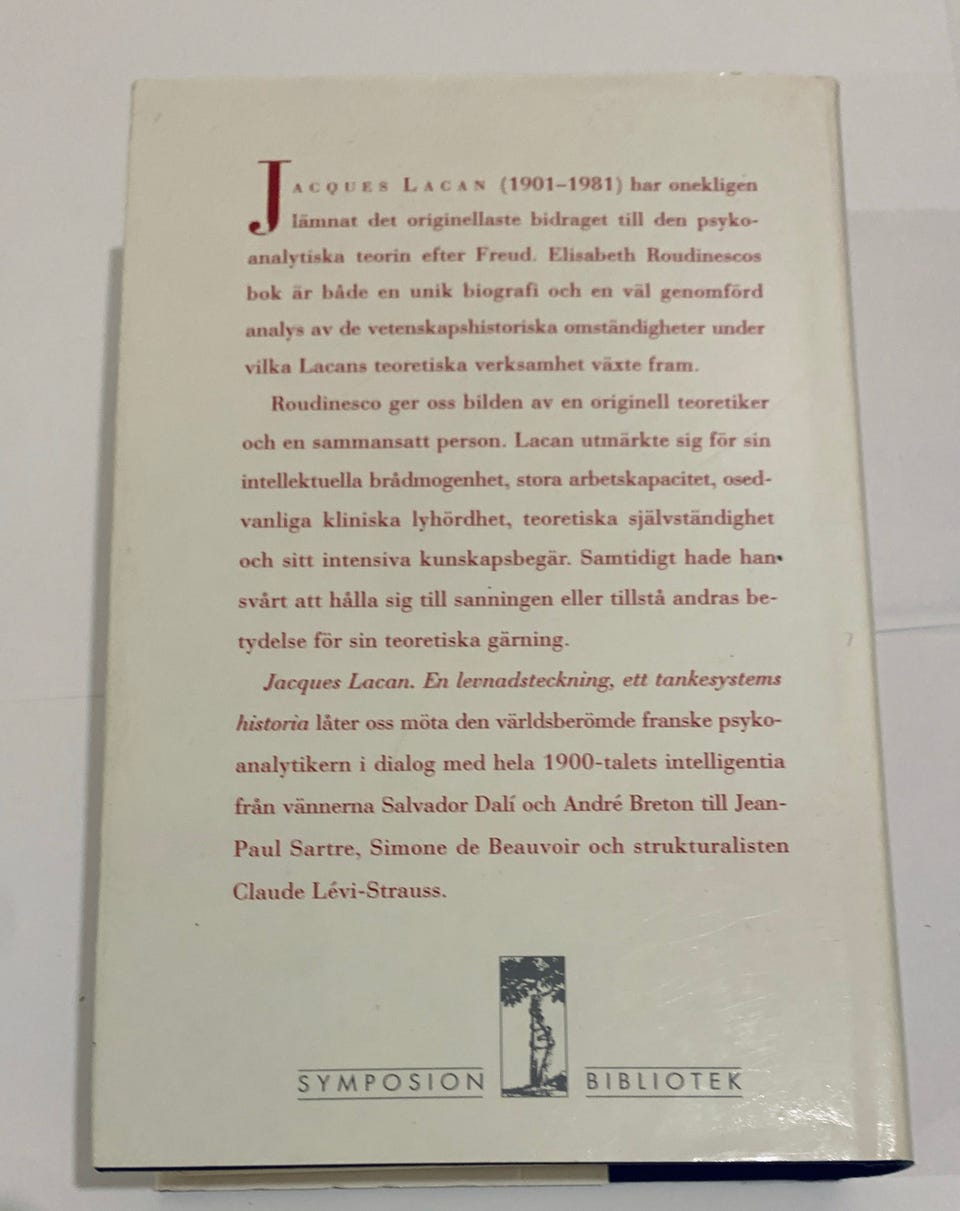 JACQUES LACAN (1901–1981) har onekligen
lämnat det originellaste bidraget till den psyko-
analytiska teorin efter Freud. Elisabeth Roudinescos
bok är både en unik biografi och en väl genomförd
analys av de vetenskapshistoriska omständigheter under
vilka Lacans teoretiska verksamhet växte fram.
Roudinesco ger oss bilden av en originell teoretiker
och en sammansatt person. Lacan utmärkte sig för sin
intellektuella brådmogenhet, stora arbetskapacitet, osed-
vanliga kliniska lyhördhet, teoretiska självständighet
och sitt intensiva kunskapsbegär. Samtidigt hade han
svårt att hålla sig till sanningen eller tillstå andras be-
tydelse för sin teoretiska gärning.
Jacques Lacan. En levnadsteckning, ett tankesystems
historia låter oss möta den världsberömde franske psyko-
analytikern i dialog med hela 1900-talets intelligentia
från vännerna Salvador Dalí och André Breton till Jean-
Paul Sartre, Simone de Beauvoir och strukturalisten
Claude Lévi-Strauss.
SYMPOSION BIBLIOTEK